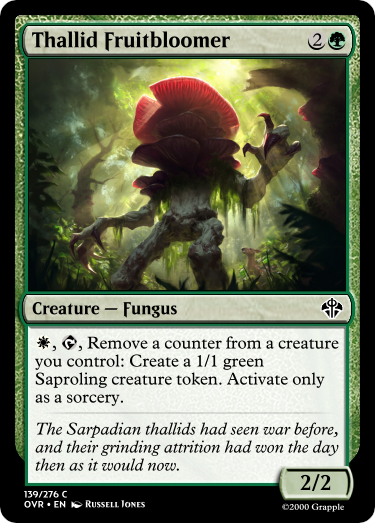 Thallid Fruitbloomer 2
Creature — Fungus
, , Remove a counter from a creature
you control: Create a 1/1 green
Saproling creature token. Activate only
as a sorcery.
The Sarpadian thallids had seen war before,
and their grinding attrition had won the day
then as it would now.
2/2
139/276 C
OVR • EN Russell Jones
©2000 Grapple